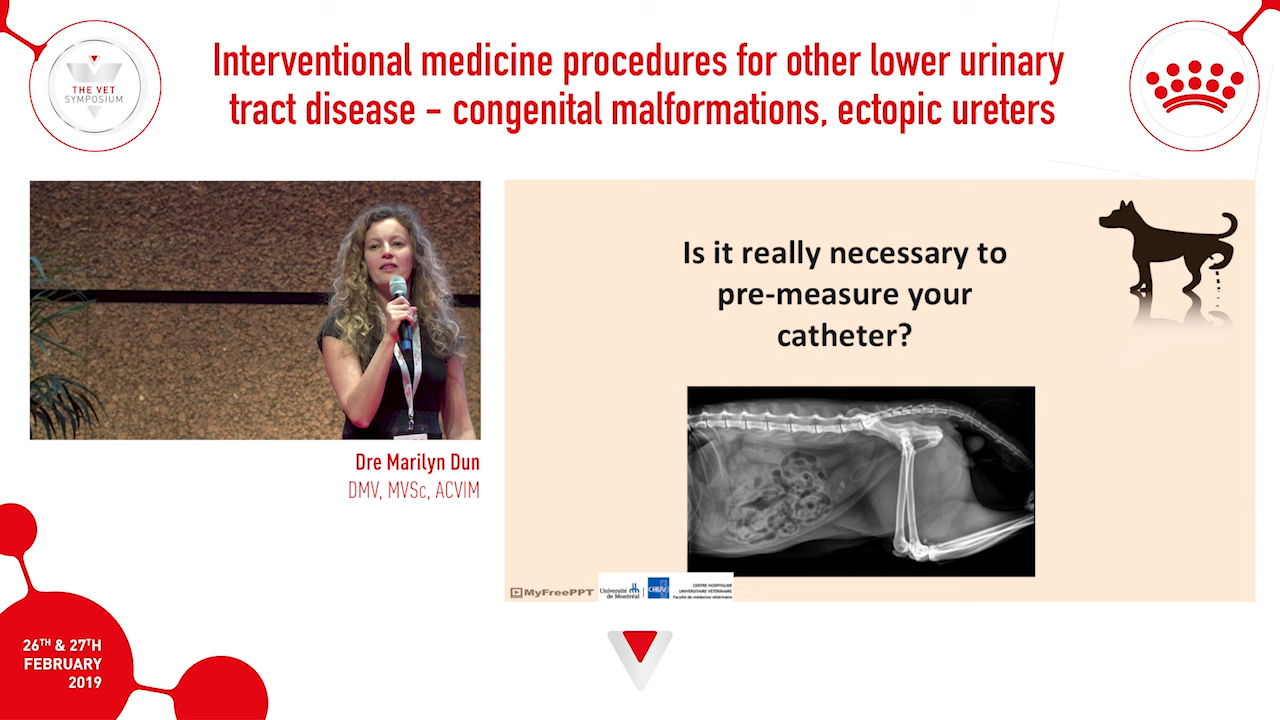 Interventional medicine procedures for other lower urinary
tract disease – congenital malformations, ectopic ureters
THE VET
SYMPOSIUM
Is it really necessary to
pre-measure your
catheter?
Dre Marilyn Dun
DMV, MVSc, ACVIM
MyFreePPT
Université
de Montréal
CHUV
CENTRE HOSPITALIER
UNIVERSITAIRE VÉTÉRINAIRE
Faculté de médecine vétérinaire
26TH & 27TH
FEBRUARY
2019